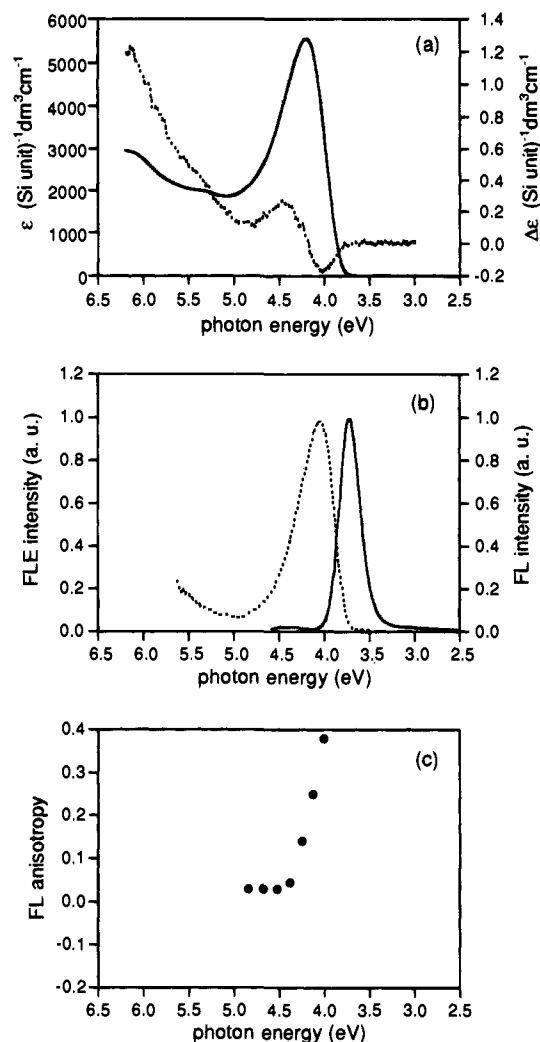 (a)
6000
5000
4000
3000
2000
1000
0
ε (Si unit)⁻¹dm³cm⁻¹
1.4
1.2
1.0
0.8
0.6
0.4
0.2
0.0
-0.2
Δε (Si unit)⁻¹dm³cm⁻¹
6.5 6.0 5.5 5.0 4.5 4.0 3.5 3.0 2.5
photon energy (eV)
(b)
1.2
1.0
0.8
0.6
0.4
0.2
0.0
FLE intensity (a. u.)
1.2
1.0
0.8
0.6
0.4
0.2
0.0
FL intensity (a. u.)
6.5 6.0 5.5 5.0 4.5 4.0 3.5 3.0 2.5
photon energy (eV)
(c)
0.4
0.3
0.2
0.1
0.0
-0.1
-0.2
FL anisotropy
6.5 6.0 5.5 5.0 4.5 4.0 3.5 3.0 2.5
photon energy (eV)